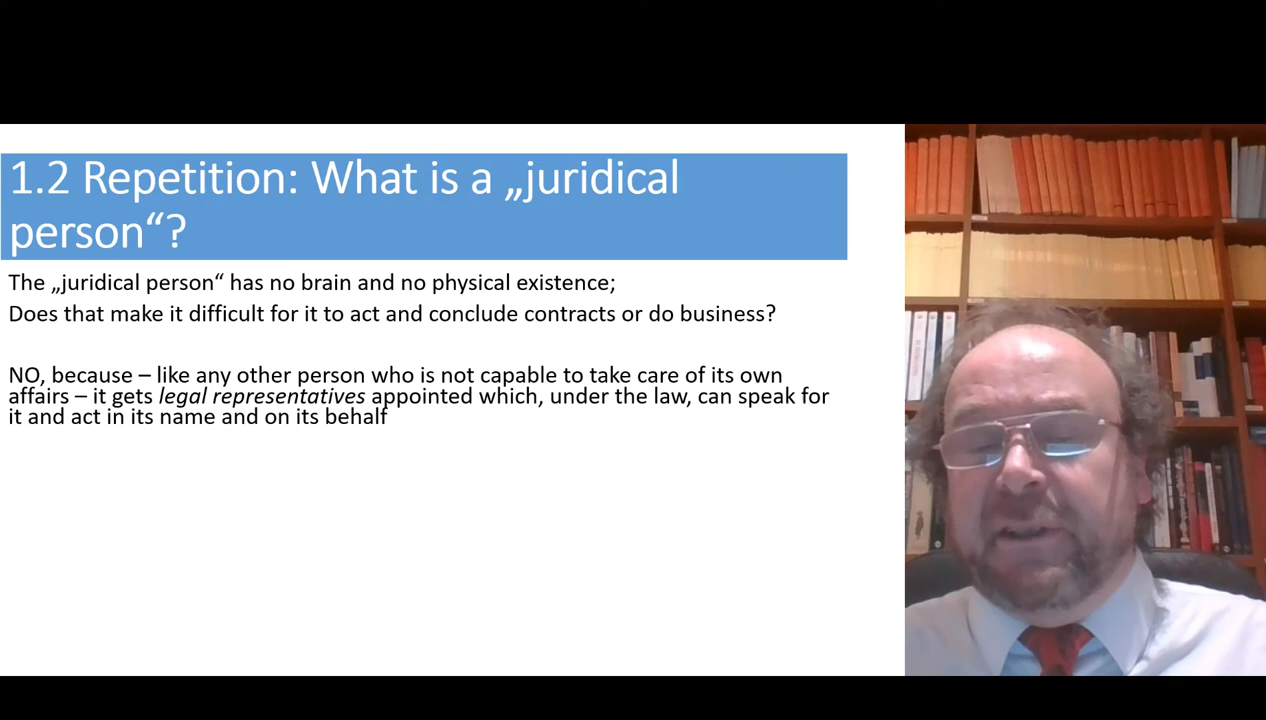 1.2 Repetition: What is a „juridical
person“?
The „juridical person“ has no brain and no physical existence;
Does that make it difficult for it to act and conclude contracts or do business?
NO, because – like any other person who is not capable to take care of its own
affairs – it gets legal representatives appointed which, under the law, can speak for
it and act in its name and on its behalf